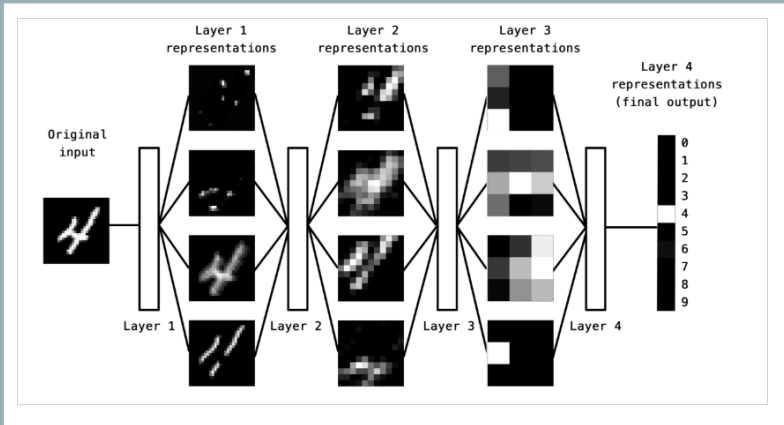 Layer 1
representations
Layer 2
representations
Layer 3
representations
Layer 4
representations
(final output)
Original
input
0
1
2
3
4
5
6
7
8
9
Layer 1
Layer 2
Layer 3
Layer 4